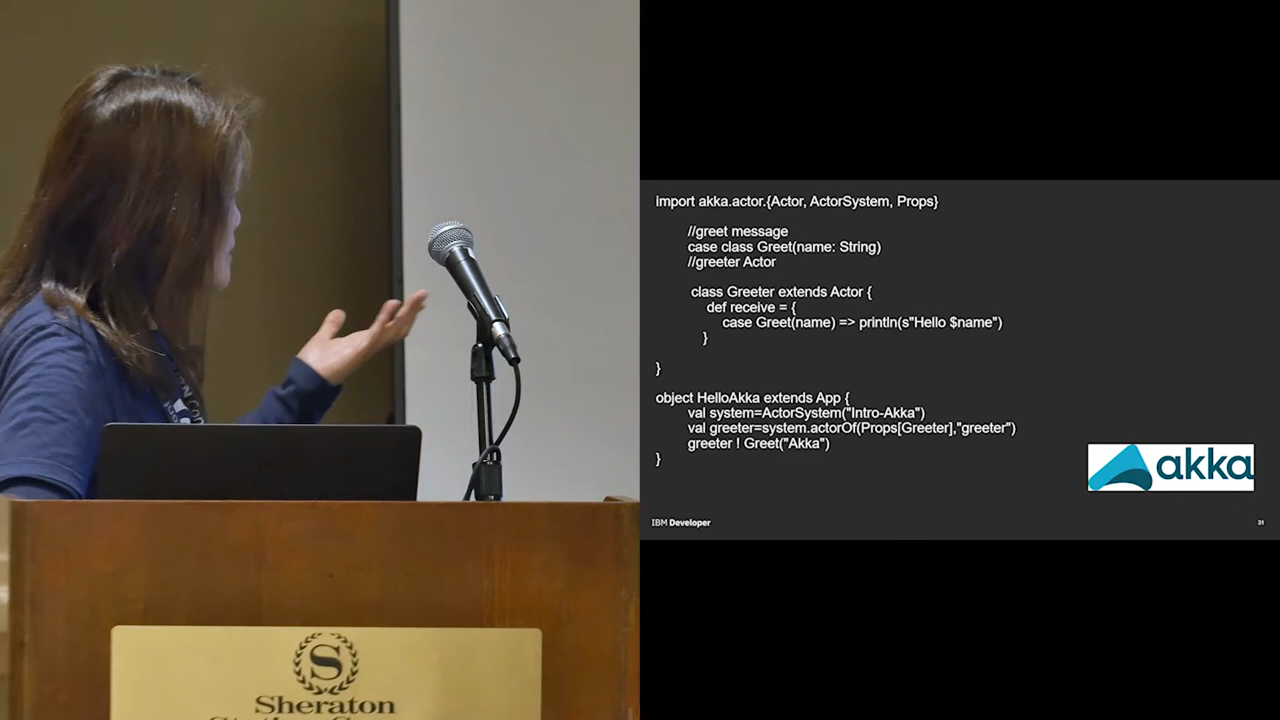 import akka.actor.{Actor, ActorSystem, Props}
//greet message
case class Greet(name: String)
//greeter Actor
class Greeter extends Actor {
def receive = {
case Greet(name) => println(s"Hello $name")
}
}
object HelloAkka extends App {
val system=ActorSystem("Intro-Akka")
val greeter=system.actorOf(Props[Greeter],"greeter")
greeter ! Greet("Akka")
}
akka
IBM Developer
31
S
Sheraton